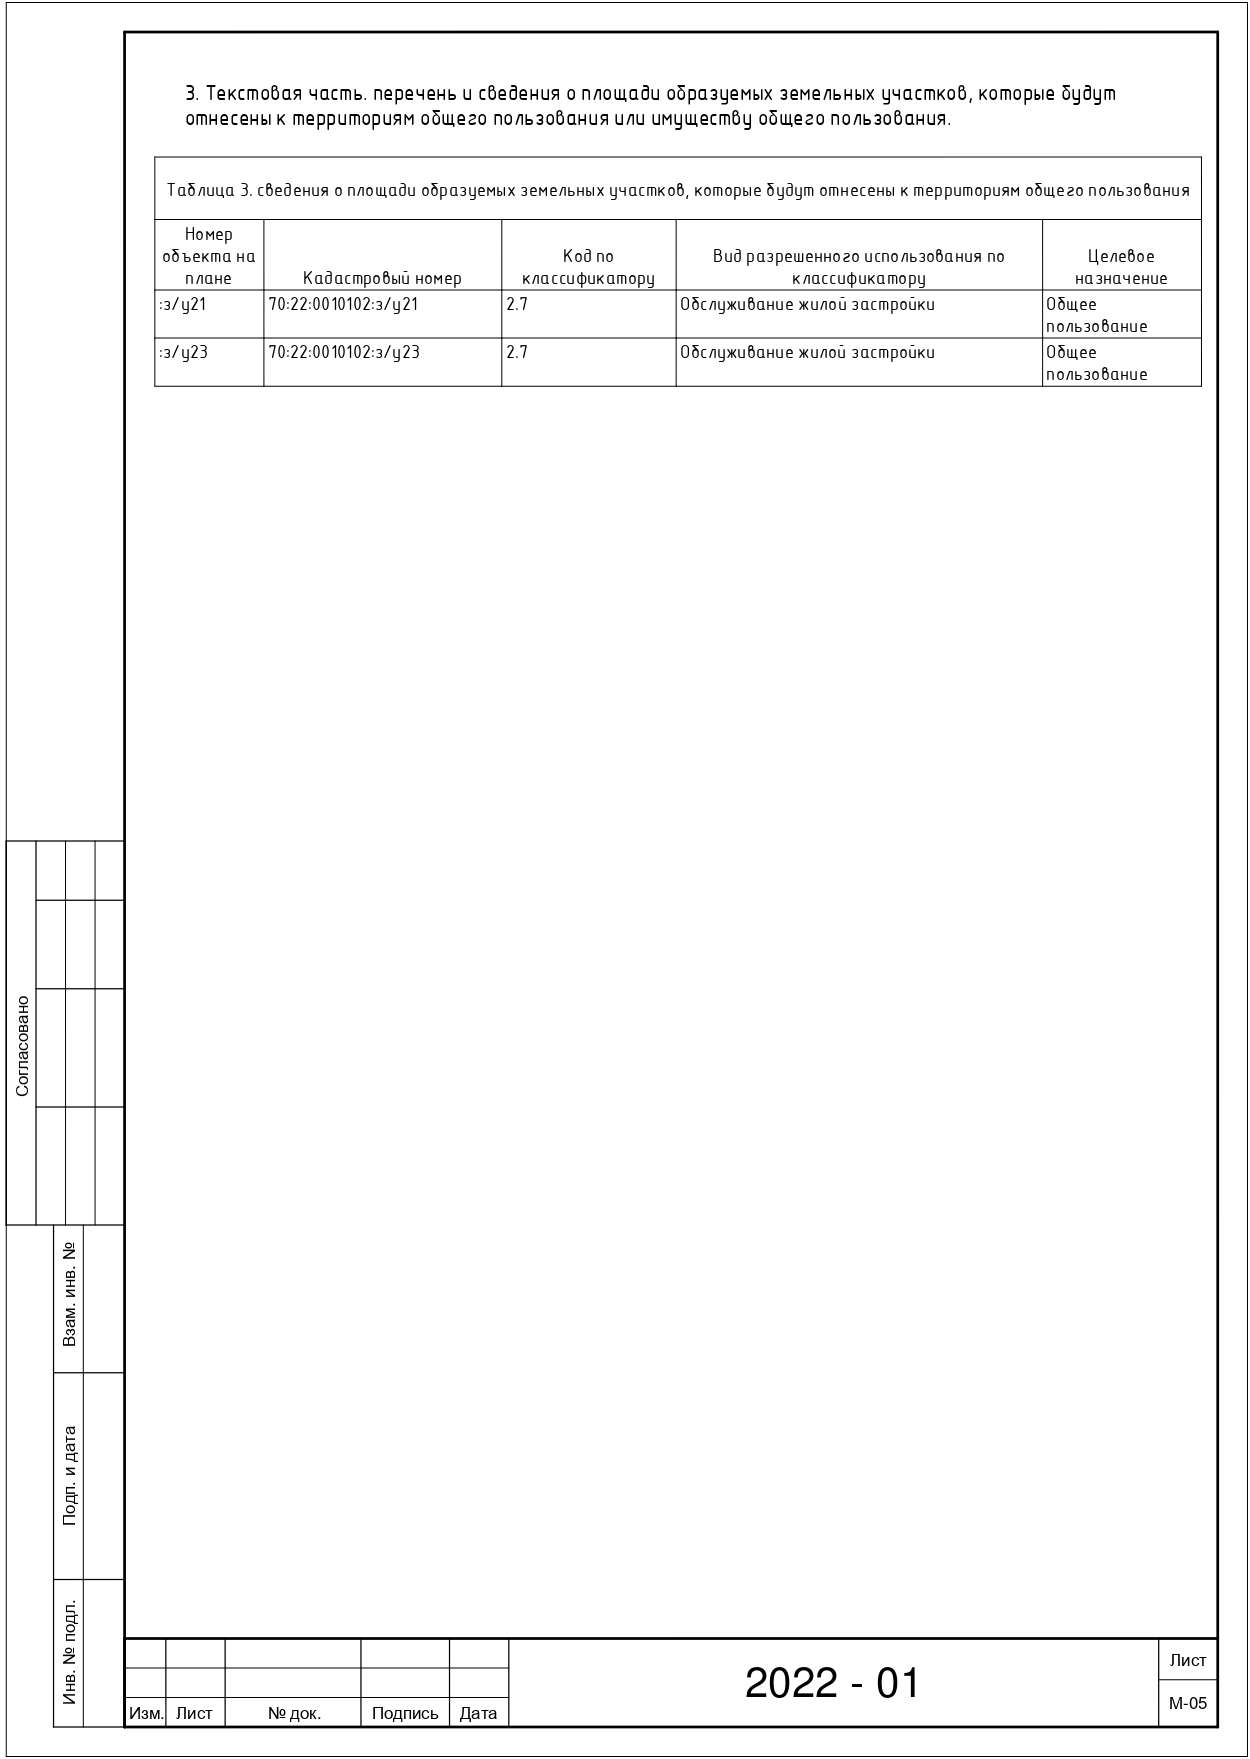 3. Текстовая часть. перечень и сведения о площади образуемых земельных участков, которые будут
отнесены к территориям общего пользования или имуществу общего пользования.
Таблица 3. сведения о площади образуемых земельных участков, которые будут отнесены к территориям общего пользования
Номер
объекта на
плане
Кадастровый номер
Код по
классификатору
Вид разрешенного использования по
классификатору
Целевое
назначение
:з/у21
70:22:0010102:з/у21
2.7
Обслуживание жилой застройки
Общее
пользование
:з/у23
70:22:0010102:з/у23
2.7
Обслуживание жилой застройки
Общее
пользование
Согласовано
Взам. инв. №
Подп. и дата
Инв. № подл.
Изм.
Лист
№ док.
Подпись
Дата
2022 - 01
Лист
М-05